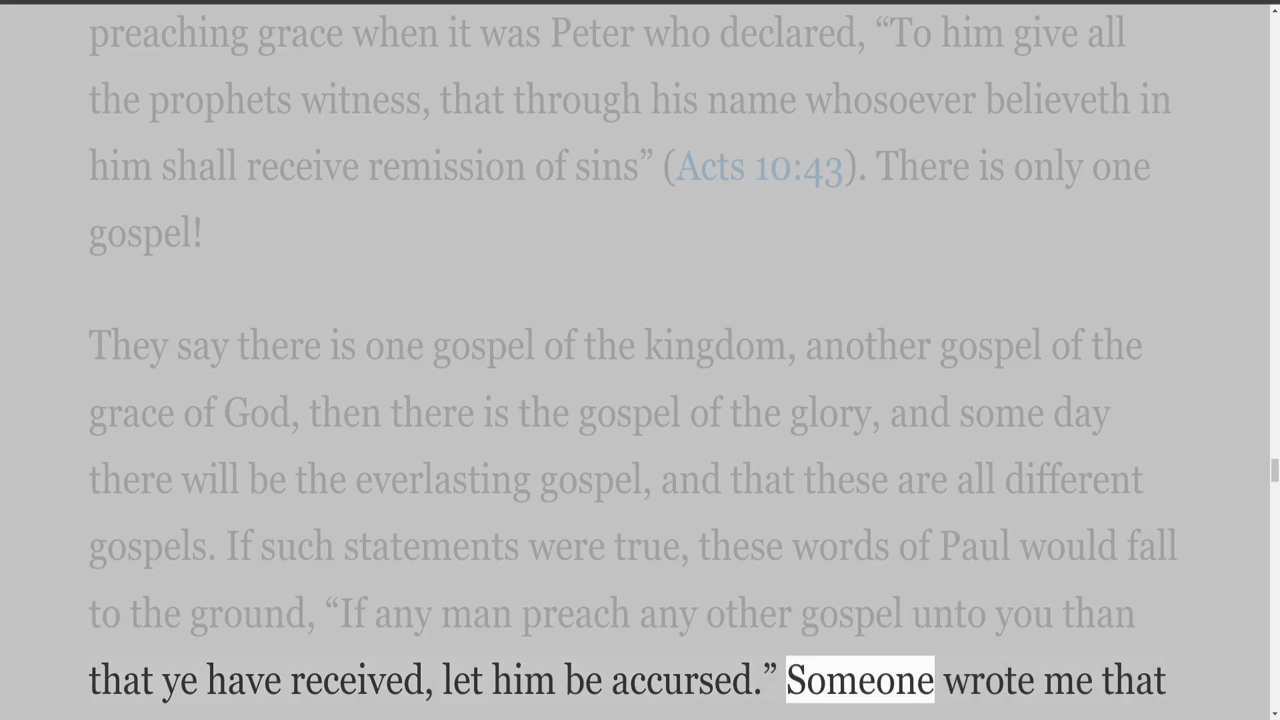 preaching grace when it was Peter who declared, “To him give all
the prophets witness, that through his name whosoever believeth in
him shall receive remission of sins” (Acts 10:43). There is only one
gospel!
They say there is one gospel of the kingdom, another gospel of the
grace of God, then there is the gospel of the glory, and some day
there will be the everlasting gospel, and that these are all different
gospels. If such statements were true, these words of Paul would fall
to the ground, “If any man preach any other gospel unto you than
that ye have received, let him be accursed.” Someone wrote me that